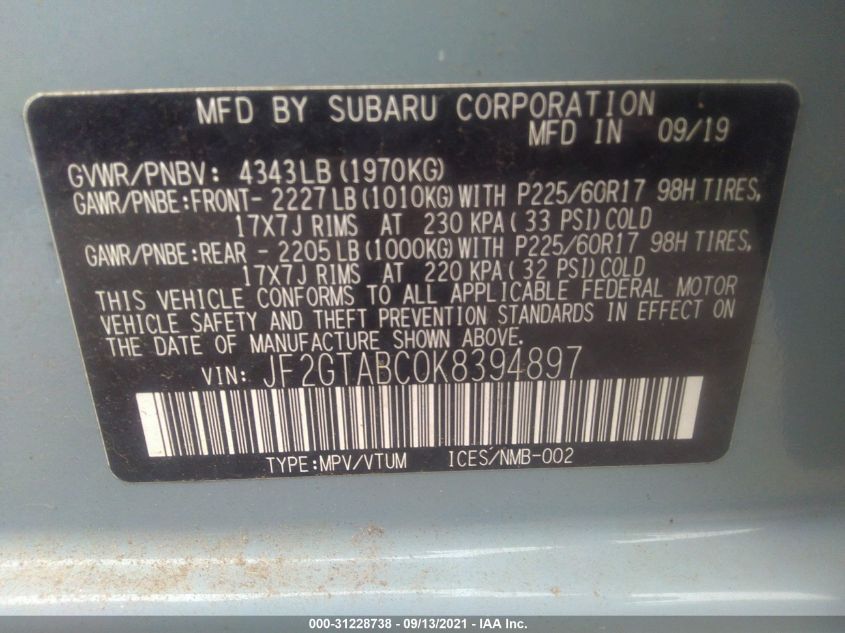 MFD BY SUBARU CORPORATION
MFD IN 09/19
GVWR/PNBV: 4343LB(1970KG)
GAWR/PNBE:FRONT- 2227LB(1010KG)WITH P225/60R17 98H TIRES,
17X7J RIMS AT 230 KPA( 33 PSI)COLD
GAWR/PNBE:REAR - 2205LB(1000KG)WITH P225/60R17 98H TIRES,
17X7J RIMS AT 220 KPA( 32 PSI)COLD
THIS VEHICLE CONFORMS TO ALL APPLICABLE FEDERAL MOTOR
VEHICLE SAFETY AND THEFT PREVENTION STANDARDS IN EFFECT ON
THE DATE OF MANUFACTURE SHOWN ABOVE.
VIN: JF2GTABC0K8394897
TYPE:MPV/VTUM ICES/NMB-002
000-31228738 - 09/13/2021 - IAA Inc.